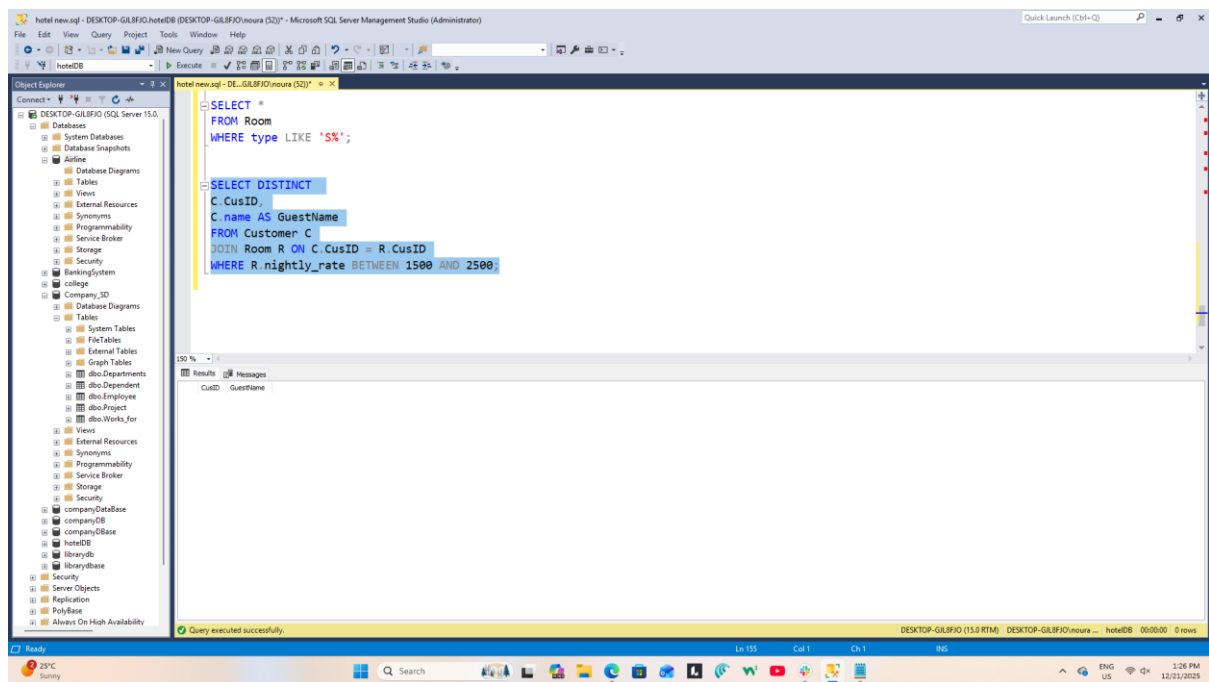 hotel new.sql - DESKTOP-GJL8FJO.hotelDB (DESKTOP-GJL8FJO\noura (52))* - Microsoft SQL Server Management Studio (Administrator)
Quick Launch (Ctrl+Q)
File Edit View Query Project Tools Window Help
New Query
hotelDB
Execute
Object Explorer
hotel new.sql - DE...GJL8FJO\noura (52))*
Connect
DESKTOP-GJL8FJO (SQL Server 15.0.
Databases
System Databases
Database Snapshots
Airline
Database Diagrams
Tables
Views
External Resources
Synonyms
Programmability
Service Broker
Storage
Security
BankingSystem
college
Company_SD
Database Diagrams
Tables
System Tables
FileTables
External Tables
Graph Tables
dbo.Departments
dbo.Dependent
dbo.Employee
dbo.Project
dbo.Works_for
Views
External Resources
Synonyms
Programmability
Service Broker
Storage
Security
companyDataBase
companyDB
companyDBase
hotelDB
librarydb
librarydbase
Security
Server Objects
Replication
PolyBase
Always On High Availability
SELECT *
FROM Room
WHERE type LIKE 'S%';
SELECT DISTINCT
C.CusID,
C.name AS GuestName
FROM Customer C
JOIN Room R ON C.CusID = R.CusID
WHERE R.nightly_rate BETWEEN 1500 AND 2500;
150 %
Results Messages
CusID GuestName
Query executed successfully.
DESKTOP-GJL8FJO (15.0 RTM) DESKTOP-GJL8FJO\noura ... hotelDB 00:00:00 0 rows
Ready
Ln 155 Col 1 Ch 1 INS
2
25°C
Sunny
Search
ENG
US
1:26 PM
12/21/2025